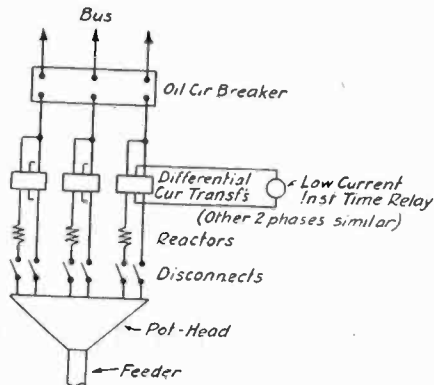 Bus
Oil Cir Breaker
Differential
Cur Transf's
Low Current
Inst Time Relay
(Other 2 phases similar)
Reactors
Disconnects
Pot-Head
Feeder